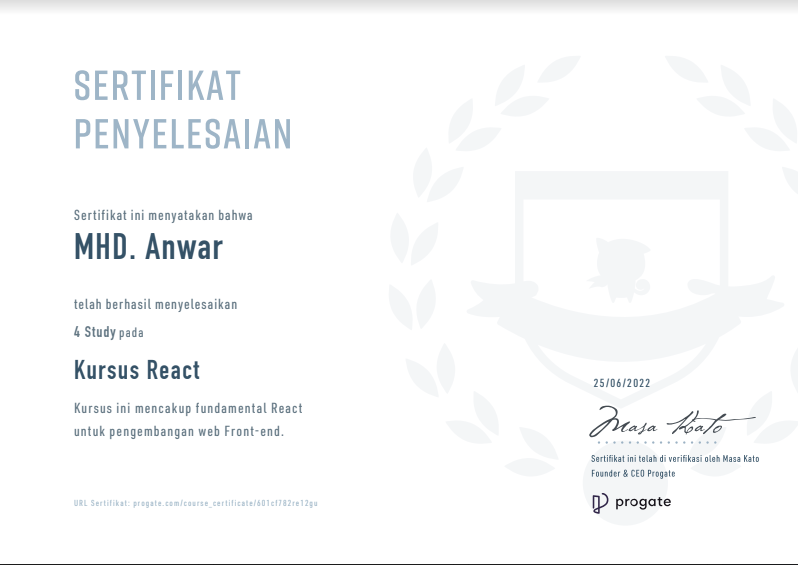 SERTIFIKAT
PENYELESAIAN
Sertifikat ini menyatakan bahwa
MHD. Anwar
telah berhasil menyelesaikan
4 Study pada
Kursus React
Kursus ini mencakup fundamental React
untuk pengembangan web Front-end.
25/06/2022
Masa Kato
Sertifikat ini telah di verifikasi oleh Masa Kato
Founder & CEO Progate
URL Sertifikat: progate.com/course_certificate/601cf782re12gu
progate